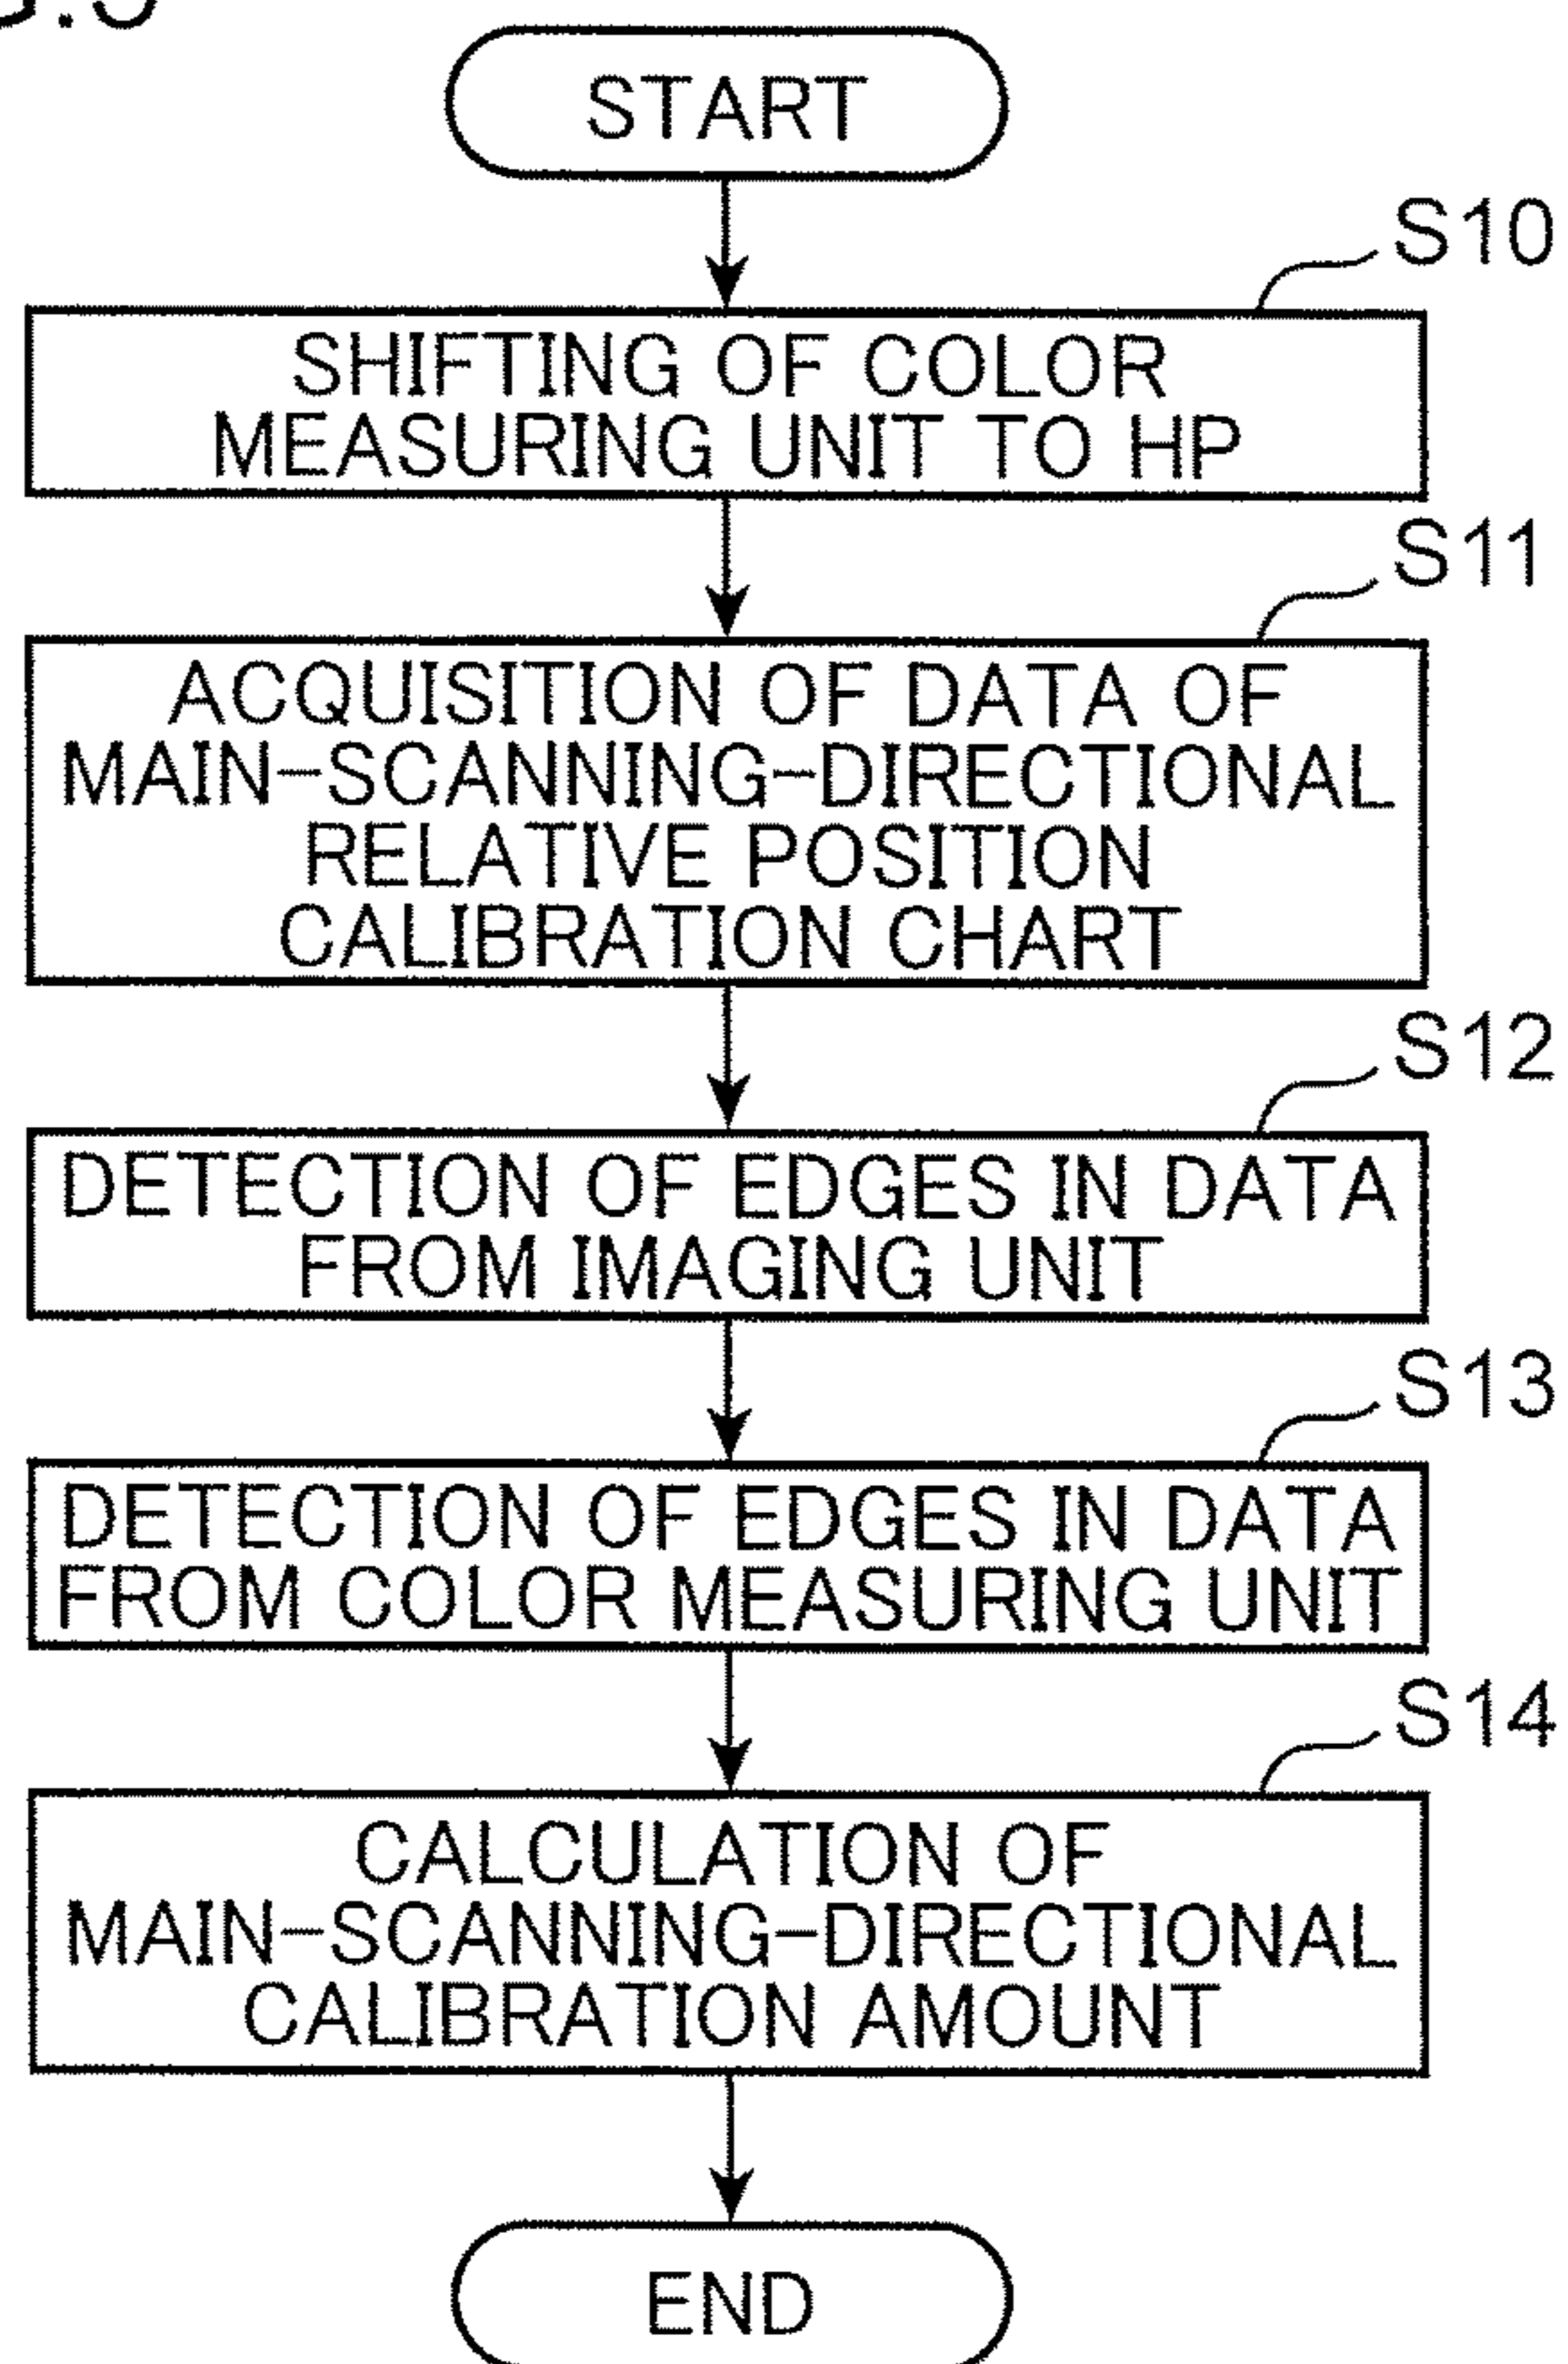 START
S10
SHIFTING OF COLOR
MEASURING UNIT TO HP
S11
ACQUISITION OF DATA OF
MAIN-SCANNING-DIRECTIONAL
RELATIVE POSITION
CALIBRATION CHART
S12
DETECTION OF EDGES IN DATA
FROM IMAGING UNIT
S13
DETECTION OF EDGES IN DATA
FROM COLOR MEASURING UNIT
S14
CALCULATION OF
MAIN-SCANNING-DIRECTIONAL
CALIBRATION AMOUNT
END